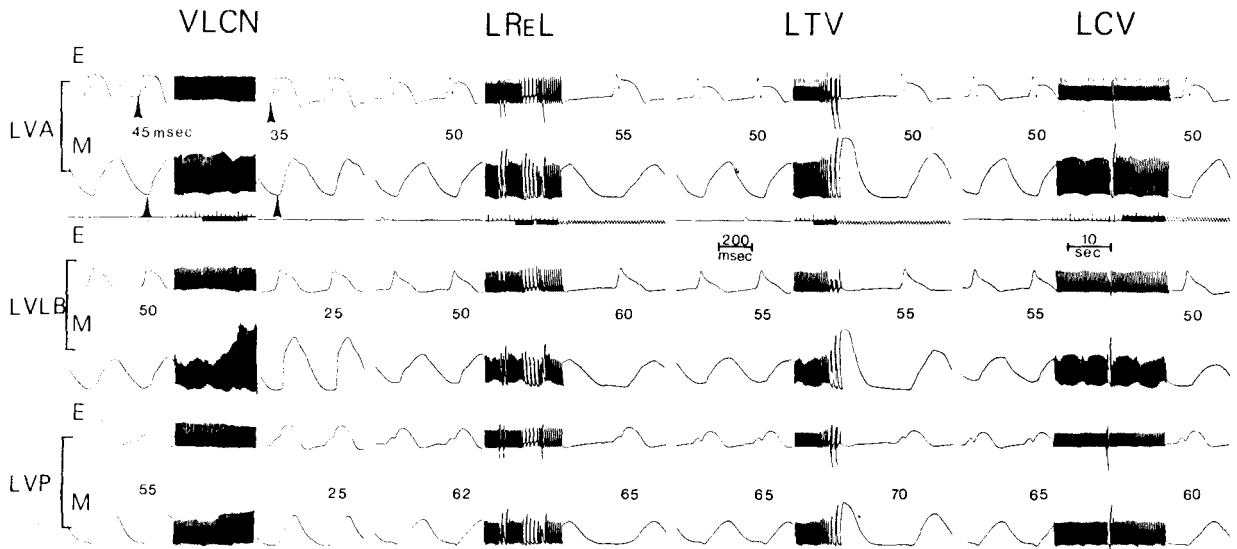 VLCN LREL LTV LCV
E
LVA
M
45 msec 35 50 55 50 50 50 50
E
200 msec
10 sec
LVLB
M
50 25 50 60 55 55 55 50
E
LVP
M
55 25 62 65 65 70 65 60